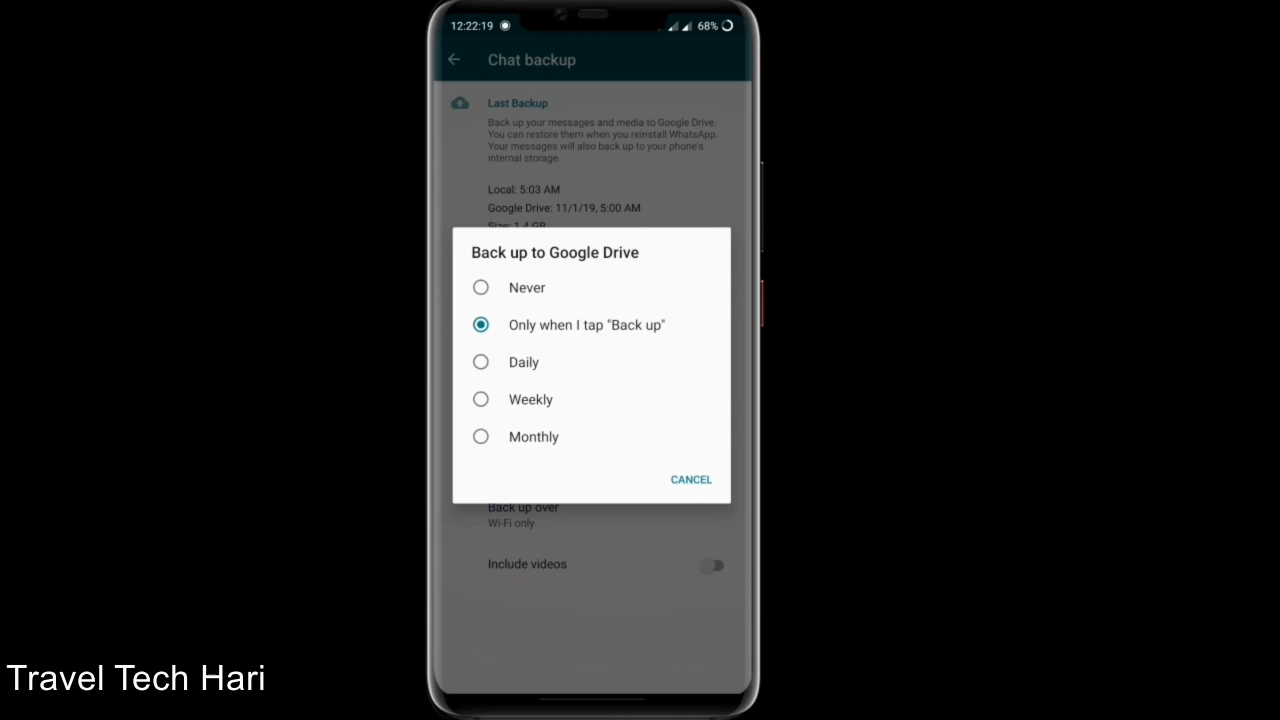 12:22:19
68%
Chat backup
Last Backup
Back up your messages and media to Google Drive.
You can restore them when you reinstall WhatsApp.
Your messages will also back up to your phone's
internal storage.
Local: 5:03 AM
Google Drive: 11/1/19, 5:00 AM
Size: 1.4 GB
Back up to Google Drive
Never
Only when I tap "Back up"
Daily
Weekly
Monthly
CANCEL
Back up over
Wi-Fi only
Include videos
Travel Tech Hari